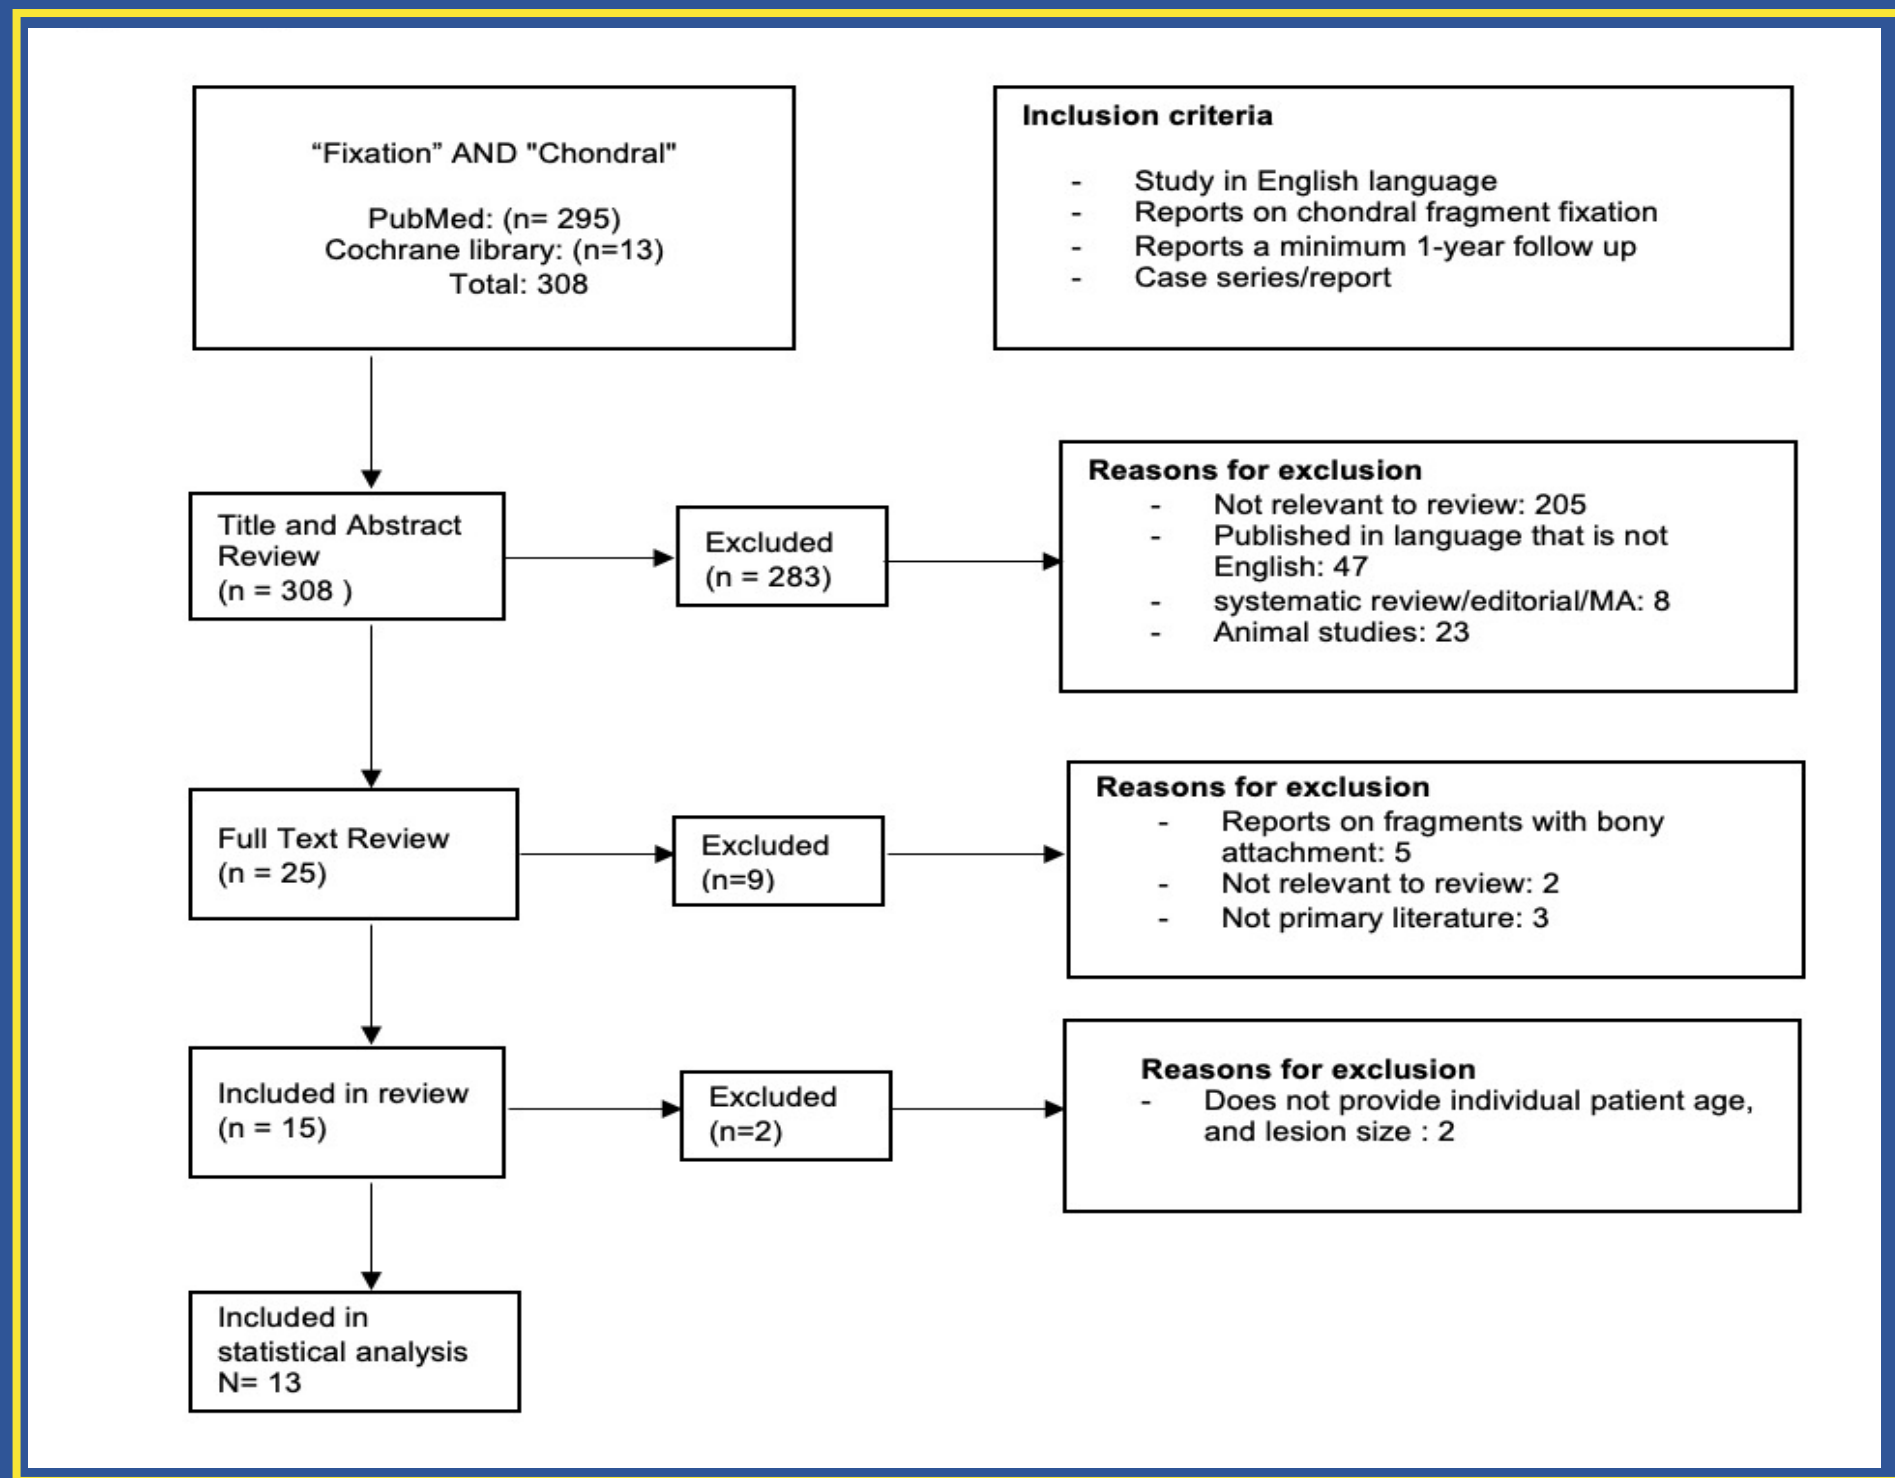 “Fixation” AND "Chondral"
PubMed: (n= 295)
Cochrane library: (n=13)
Total: 308
Inclusion criteria
- Study in English language
- Reports on chondral fragment fixation
- Reports a minimum 1-year follow up
- Case series/report
Title and Abstract
Review
(n = 308 )
Excluded
(n = 283)
Reasons for exclusion
- Not relevant to review: 205
- Published in language that is not
English: 47
- systematic review/editorial/MA: 8
- Animal studies: 23
Full Text Review
(n = 25)
Excluded
(n=9)
Reasons for exclusion
- Reports on fragments with bony
attachment: 5
- Not relevant to review: 2
- Not primary literature: 3
Included in review
(n = 15)
Excluded
(n=2)
Reasons for exclusion
- Does not provide individual patient age,
and lesion size : 2
Included in
statistical analysis
N= 13